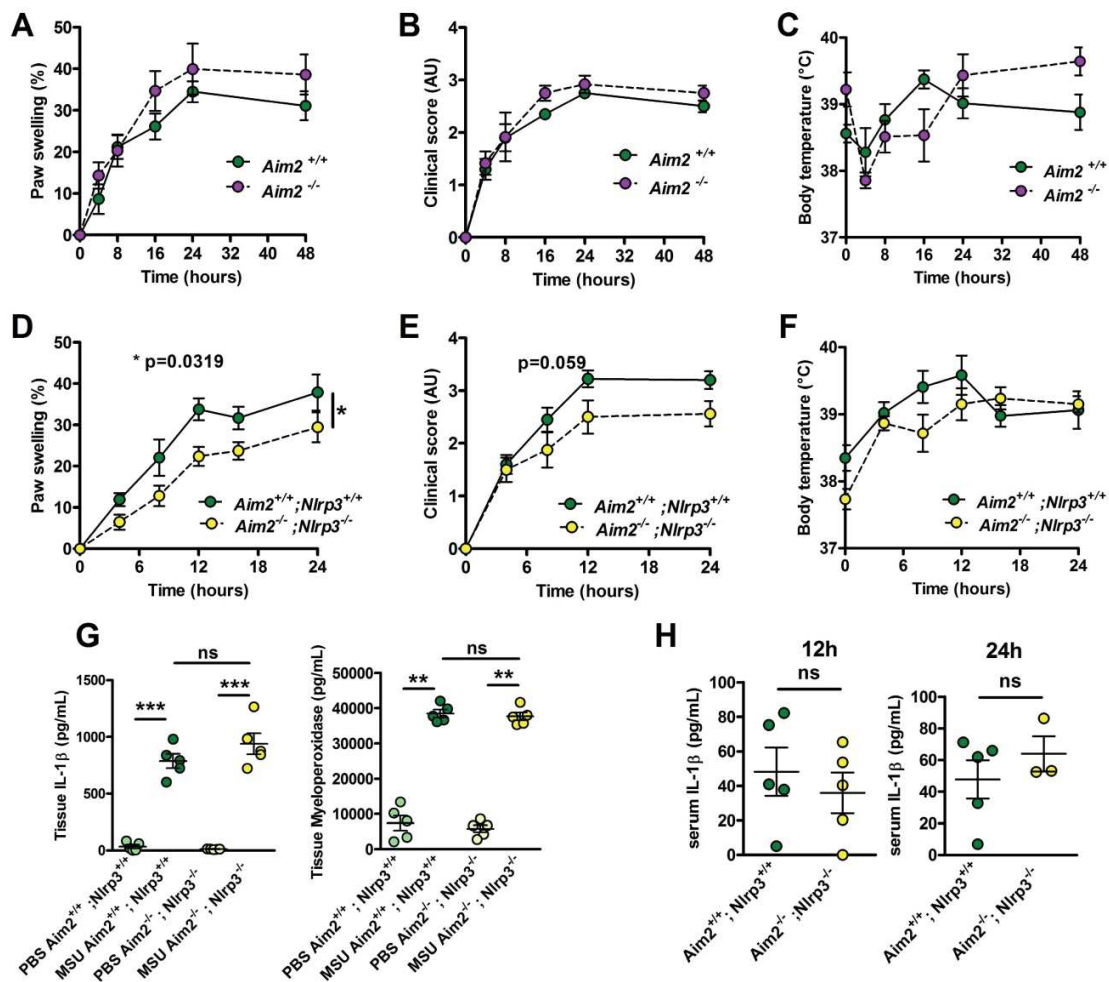 A
Paw swelling (%)
50
40
30
20
10
0
0 8 16 24 32 40 48
Time (hours)
Aim2 +/+
Aim2 -/-
B
Clinical score (AU)
4
3
2
1
0
0 8 16 24 32 40 48
Time (hours)
Aim2 +/+
Aim2 -/-
C
Body temperature (°C)
40
39
38
37
0 8 16 24 32 40 48
Time (hours)
Aim2 +/+
Aim2 -/-
D
* p=0.0319
Paw swelling (%)
50
40
30
20
10
0
*
0 6 12 18 24
Time (hours)
Aim2+/+ ;Nlrp3+/+
Aim2-/- ;Nlrp3-/-
E
p=0.059
Clinical score (AU)
4
3
2
1
0
0 6 12 18 24
Time (hours)
Aim2+/+ ;Nlrp3+/+
Aim2-/- ;Nlrp3-/-
F
Body temperature (°C)
40
39
38
37
0 6 12 18 24
Time (hours)
Aim2+/+ ;Nlrp3+/+
Aim2-/- ;Nlrp3-/-
G
ns
*** ***
Tissue IL-1β (pg/mL)
1500
1000
500
0
PBS Aim2+/+ ;Nlrp3+/+
MSU Aim2+/+ ; Nlrp3+/+
PBS Aim2-/- ; Nlrp3-/-
MSU Aim2-/- ; Nlrp3-/-
ns
** **
Tissue Myeloperoxidase (pg/mL)
50000
40000
30000
20000
10000
0
PBS Aim2+/+ ; Nlrp3+/+
MSU Aim2+/+ ; Nlrp3+/+
PBS Aim2-/- ; Nlrp3-/-
MSU Aim2-/- ; Nlrp3-/-
H
12h
ns
serum IL-1β (pg/mL)
100
80
60
40
20
0
Aim2+/+; Nlrp3+/+
Aim2-/- ;Nlrp3-/-
24h
ns
serum IL-1β (pg/mL)
100
80
60
40
20
0
Aim2+/+; Nlrp3+/+
Aim2-/-; Nlrp3-/-